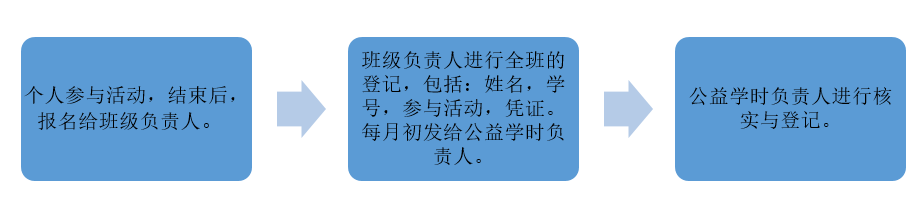 个人参与活动，结束后，
报名给班级负责人。
班级负责人进行全班的
登记，包括：姓名，学
号，参与活动，凭证。
每月初发给公益学时负
责人。
公益学时负责人进行核
实与登记。